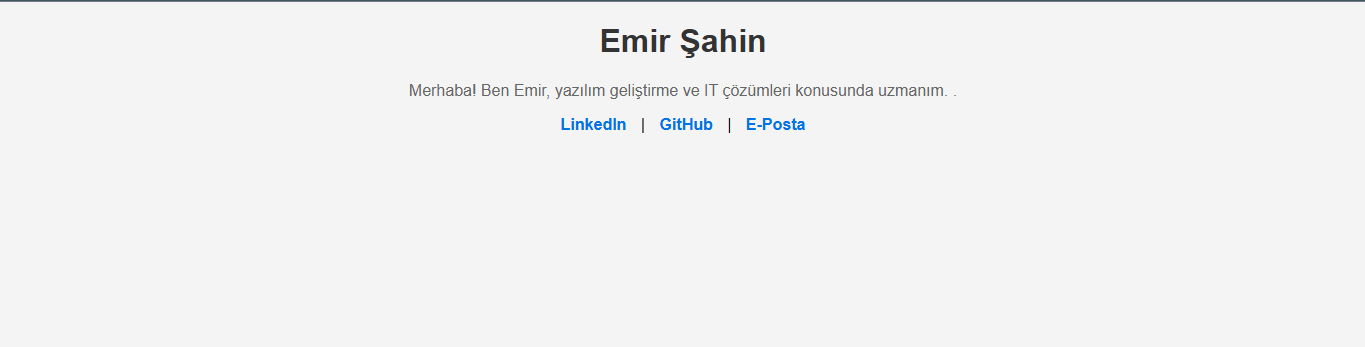 Emir Şahin
Merhaba! Ben Emir, yazılım geliştirme ve IT çözümleri konusunda uzmanım. .
LinkedIn | GitHub | E-Posta